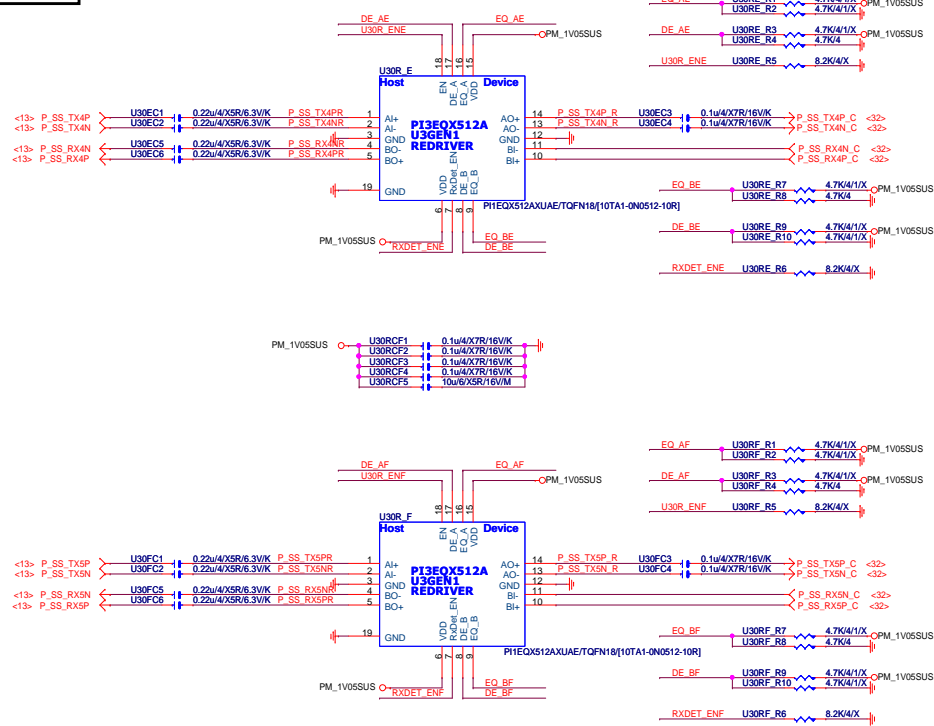 EQ_AE U30RE_R1 4.7K/4/1/X PM_1V05SUS
U30RE_R2 4.7K/4/1/X
DE_AE EQ_AE
U30R_ENE PM_1V05SUS
DE_AE U30RE_R3 4.7K/4/1/X PM_1V05SUS
U30RE_R4 4.7K/4
U30R_ENE U30RE_R5 8.2K/4/X
18 17 16 15
U30R_E
Host Device
EN DE_A EQ_A VDD
<13> P_SS_TX4P U30EC1 0.22u/4/X5R/6.3V/K P_SS_TX4PR 1 AI+ AO+ 14 P_SS_TX4P_R U30EC3 0.1u/4/X7R/16V/K P_SS_TX4P_C <32>
<13> P_SS_TX4N U30EC2 0.22u/4/X5R/6.3V/K P_SS_TX4NR 2 AI- AO- 13 P_SS_TX4N_R U30EC4 0.1u/4/X7R/16V/K P_SS_TX4N_C <32>
PI3EQX512A
U3GEN1
REDRIVER
3 GND GND 12
<13> P_SS_RX4N U30EC5 0.22u/4/X5R/6.3V/K P_SS_RX4NR 4 BO- BI- 11 P_SS_RX4N_C <32>
<13> P_SS_RX4P U30EC6 0.22u/4/X5R/6.3V/K P_SS_RX4PR 5 BO+ BI+ 10 P_SS_RX4P_C <32>
19 GND
VDD RxDet_EN DE_B EQ_B
6 7 8 9
PI1EQX512AXUAE/TQFN18/[10TA1-0N0512-10R]
EQ_BE U30RE_R7 4.7K/4/1/X PM_1V05SUS
U30RE_R8 4.7K/4
PM_1V05SUS EQ_BE
RXDET_ENE DE_BE
DE_BE U30RE_R9 4.7K/4/1/X PM_1V05SUS
U30RE_R10 4.7K/4/1/X
RXDET_ENE U30RE_R6 8.2K/4/X
PM_1V05SUS U30RCF1 0.1u/4/X7R/16V/K
U30RCF2 0.1u/4/X7R/16V/K
U30RCF3 0.1u/4/X7R/16V/K
U30RCF4 0.1u/4/X7R/16V/K
U30RCF5 10u/6/X5R/16V/M
EQ_AF U30RF_R1 4.7K/4/1/X PM_1V05SUS
U30RF_R2 4.7K/4/1/X
DE_AF EQ_AF
U30R_ENF PM_1V05SUS
DE_AF U30RF_R3 4.7K/4/1/X PM_1V05SUS
U30RF_R4 4.7K/4
U30R_ENF U30RF_R5 8.2K/4/X
18 17 16 15
U30R_F
Host Device
EN DE_A EQ_A VDD
<13> P_SS_TX5P U30FC1 0.22u/4/X5R/6.3V/K P_SS_TX5PR 1 AI+ AO+ 14 P_SS_TX5P_R U30FC3 0.1u/4/X7R/16V/K P_SS_TX5P_C <32>
<13> P_SS_TX5N U30FC2 0.22u/4/X5R/6.3V/K P_SS_TX5NR 2 AI- AO- 13 P_SS_TX5N_R U30FC4 0.1u/4/X7R/16V/K P_SS_TX5N_C <32>
PI3EQX512A
U3GEN1
REDRIVER
3 GND GND 12
<13> P_SS_RX5N U30FC5 0.22u/4/X5R/6.3V/K P_SS_RX5NR 4 BO- BI- 11 P_SS_RX5N_C <32>
<13> P_SS_RX5P U30FC6 0.22u/4/X5R/6.3V/K P_SS_RX5PR 5 BO+ BI+ 10 P_SS_RX5P_C <32>
19 GND
VDD RxDet_EN DE_B EQ_B
6 7 8 9
PI1EQX512AXUAE/TQFN18/[10TA1-0N0512-10R]
EQ_BF U30RF_R7 4.7K/4/1/X PM_1V05SUS
U30RF_R8 4.7K/4
PM_1V05SUS EQ_BF
RXDET_ENF DE_BF
DE_BF U30RF_R9 4.7K/4/1/X PM_1V05SUS
U30RF_R10 4.7K/4/1/X
RXDET_ENF U30RF_R6 8.2K/4/X